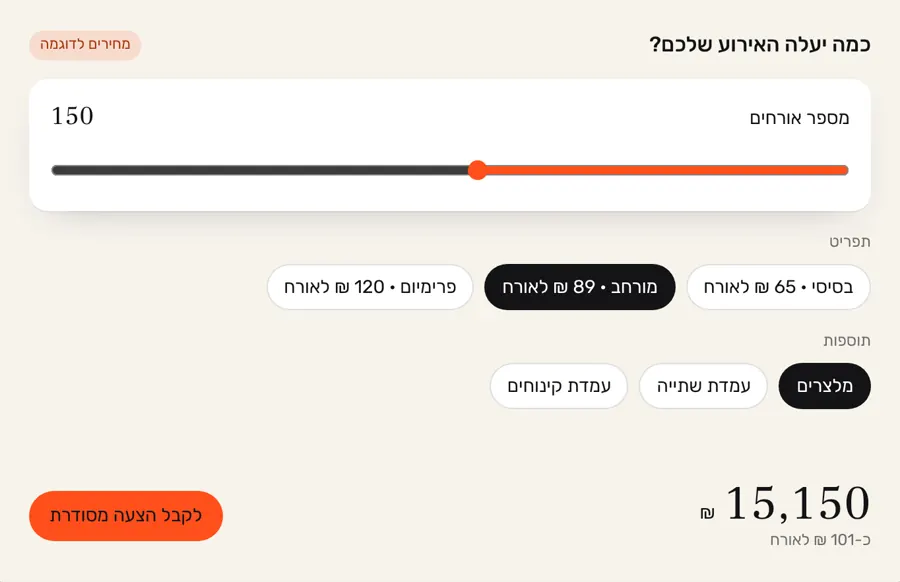 כמה יעלה האירוע שלכם?
מחירים לדוגמה
מספר אורחים
150
תפריט
בסיסי • 65 ₪ לאורח
מורחב • 89 ₪ לאורח
פרימיום • 120 ₪ לאורח
תוספות
מלצרים
עמדת שתייה
עמדת קינוחים
15,150 ₪
כ-101 ₪ לאורח
לקבל הצעה מסודרת